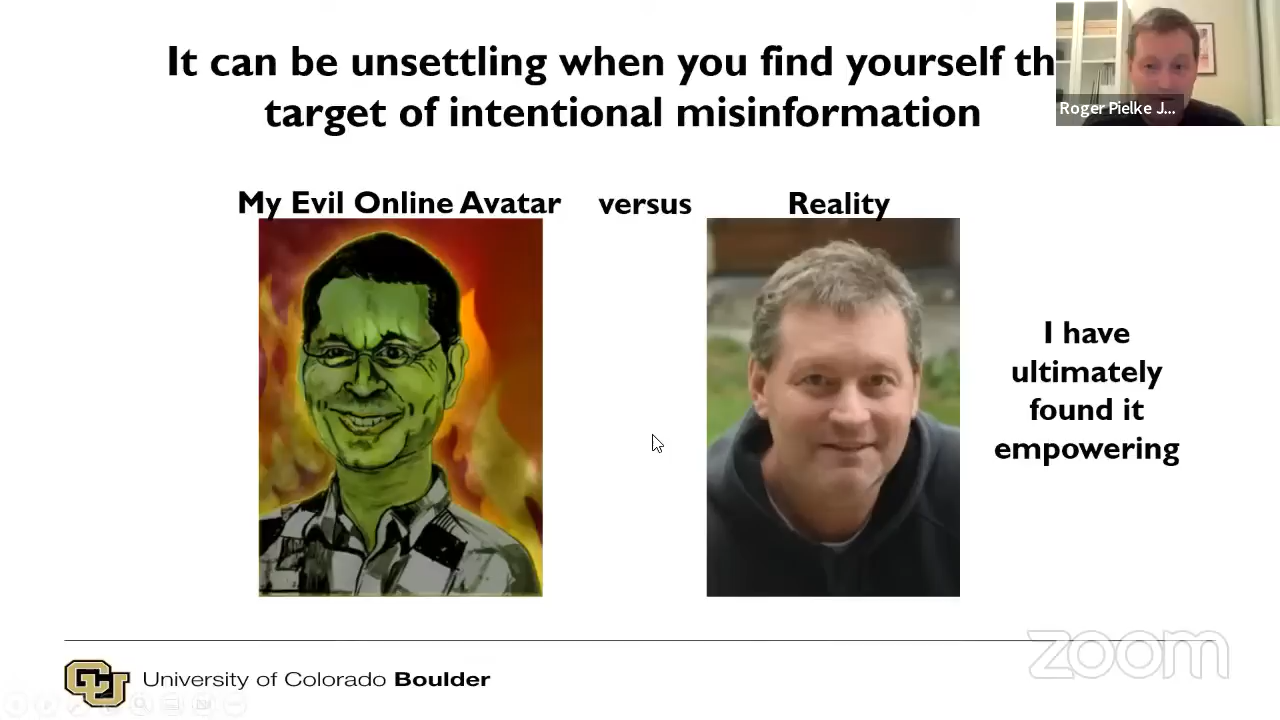 It can be unsettling when you find yourself th
target of intentional misinformation
Roger Pielke J...
My Evil Online Avatar versus Reality
I have
ultimately
found it
empowering
University of Colorado Boulder
zoom